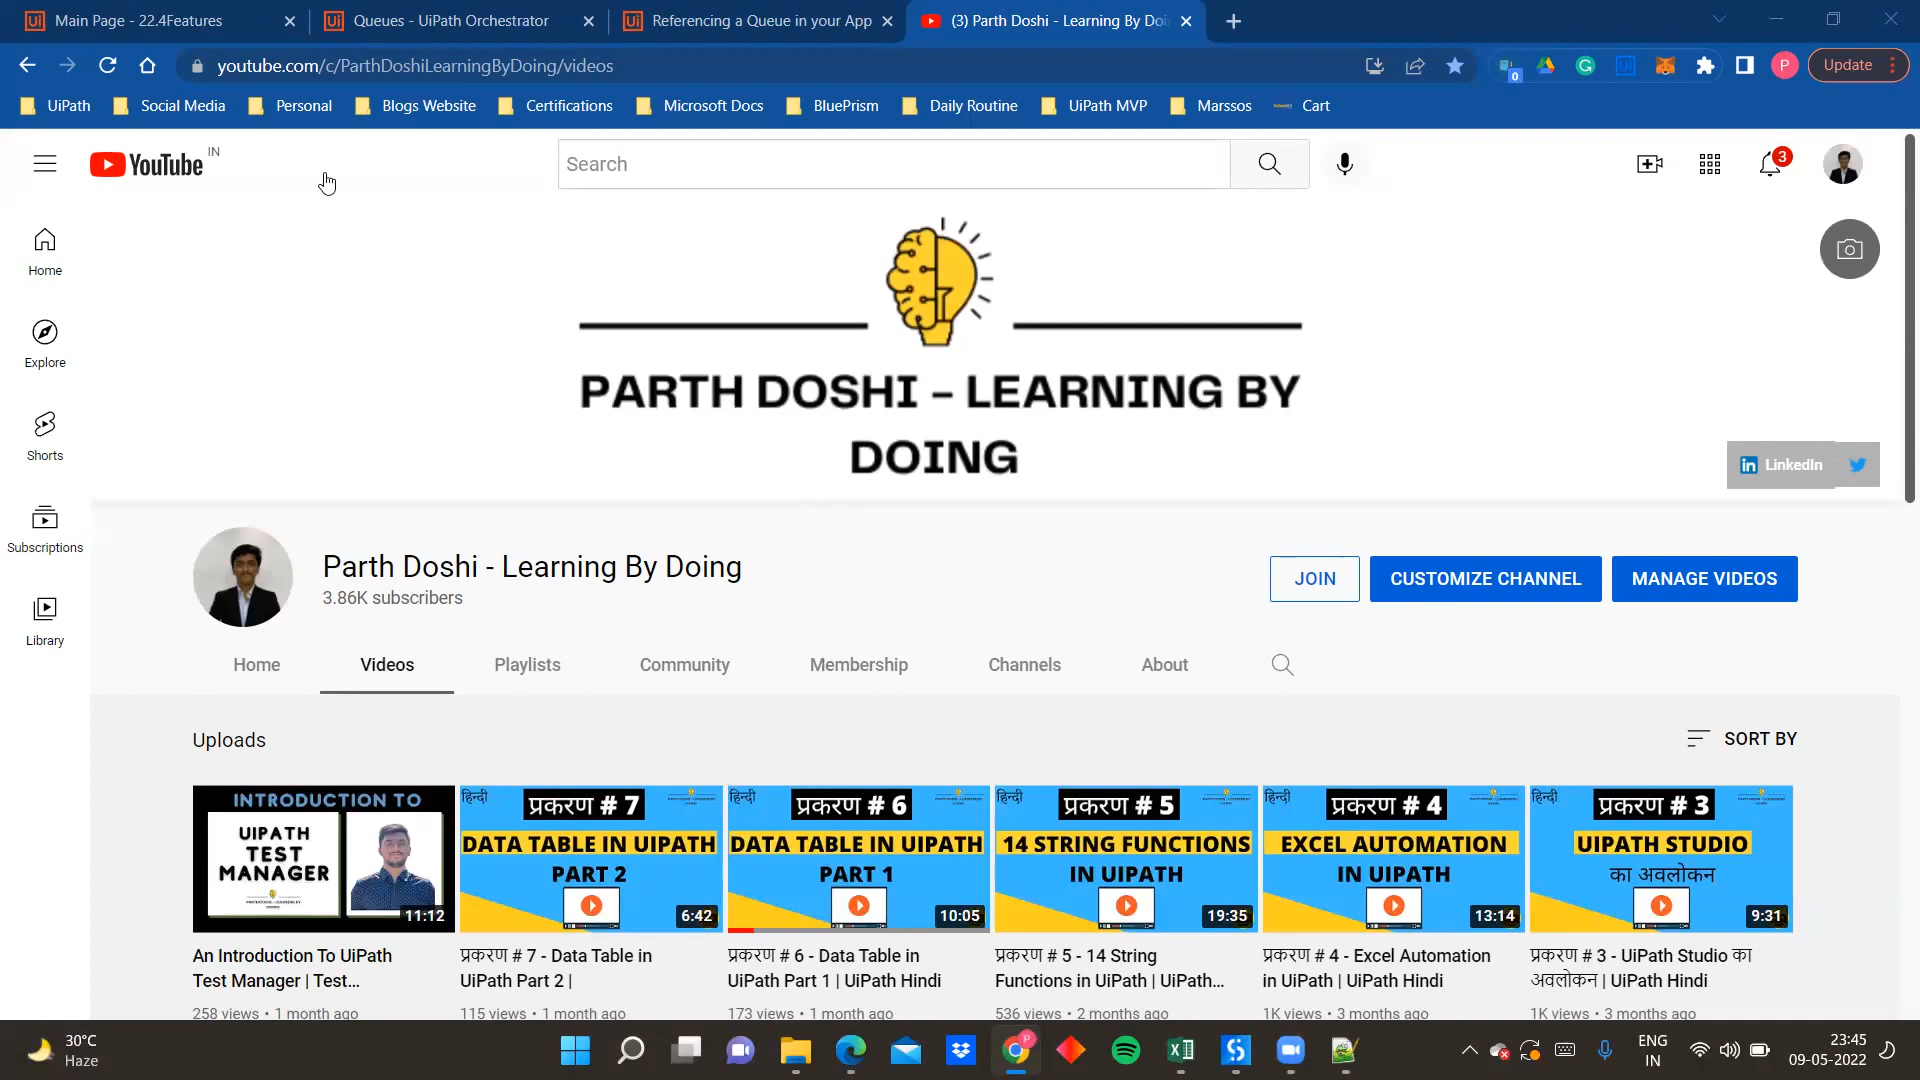 Main Page - 22.4Features
Queues - UiPath Orchestrator
Referencing a Queue in your App
(3) Parth Doshi - Learning By Doi
youtube.com/c/ParthDoshiLearningByDoing/videos
0
P
Update
UiPath
Social Media
Personal
Blogs Website
Certifications
Microsoft Docs
BluePrism
Daily Routine
UiPath MVP
Marssos
Cart
YouTube IN
Search
3
Home
Explore
Shorts
Subscriptions
Library
PARTH DOSHI – LEARNING BY
DOING
LinkedIn
Parth Doshi - Learning By Doing
3.86K subscribers
JOIN
CUSTOMIZE CHANNEL
MANAGE VIDEOS
Home
Videos
Playlists
Community
Membership
Channels
About
Uploads
SORT BY
INTRODUCTION TO
UIPATH
TEST
MANAGER
11:12
An Introduction To UiPath
Test Manager | Test...
258 views • 1 month ago
हिन्दी
प्रकरण # 7
DATA TABLE IN UIPATH
PART 2
6:42
प्रकरण # 7 - Data Table in
UiPath Part 2 |
115 views • 1 month ago
हिन्दी
प्रकरण # 6
DATA TABLE IN UIPATH
PART 1
10:05
प्रकरण # 6 - Data Table in
UiPath Part 1 | UiPath Hindi
173 views • 1 month ago
हिन्दी
प्रकरण # 5
14 STRING FUNCTIONS
IN UIPATH
19:35
प्रकरण # 5 - 14 String
Functions in UiPath | UiPath...
536 views • 2 months ago
हिन्दी
प्रकरण # 4
EXCEL AUTOMATION
IN UIPATH
13:14
प्रकरण # 4 - Excel Automation
in UiPath | UiPath Hindi
1K views • 3 months ago
हिन्दी
प्रकरण # 3
UIPATH STUDIO
का अवलोकन
9:31
प्रकरण # 3 - UiPath Studio का
अवलोकन | UiPath Hindi
1K views • 3 months ago
30°C
Haze
ENG
IN
23:45
09-05-2022